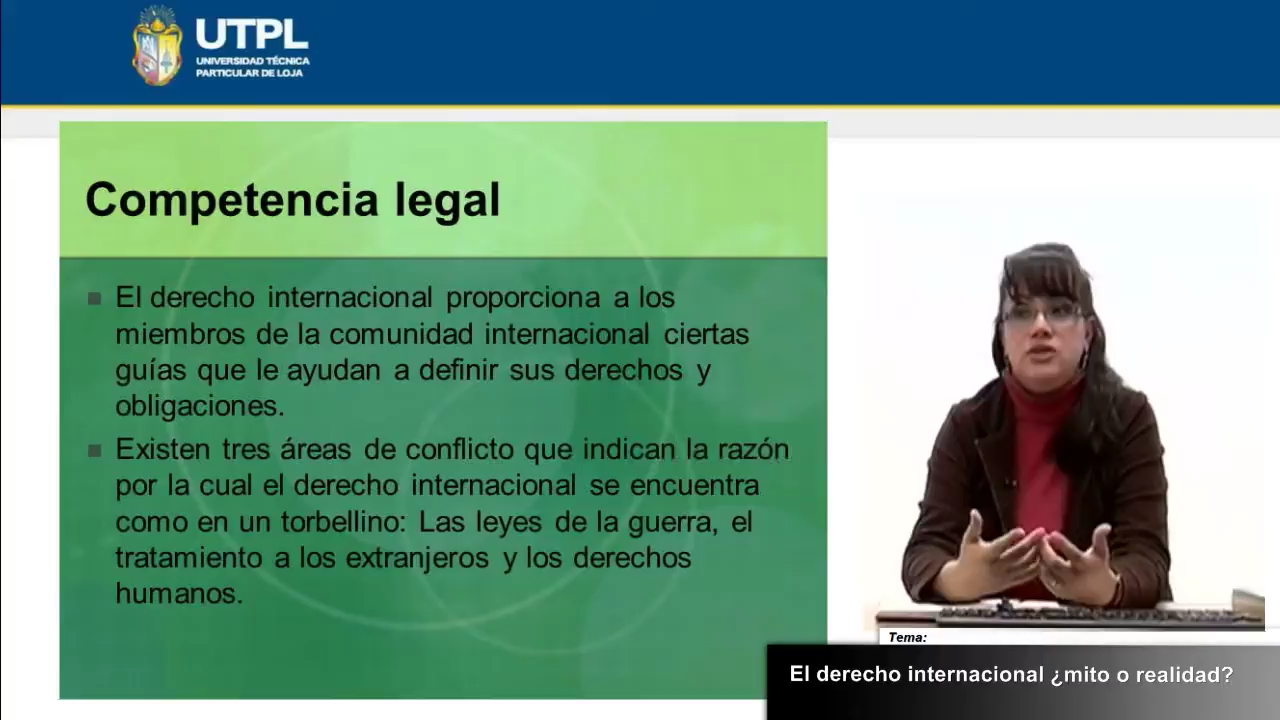 UTPL
UNIVERSIDAD TÉCNICA
PARTICULAR DE LOJA
Competencia legal
El derecho internacional proporciona a los
miembros de la comunidad internacional ciertas
guías que le ayudan a definir sus derechos y
obligaciones.
Existen tres áreas de conflicto que indican la razón
por la cual el derecho internacional se encuentra
como en un torbellino: Las leyes de la guerra, el
tratamiento a los extranjeros y los derechos
humanos.
Tema:
El derecho internacional ¿mito o realidad?